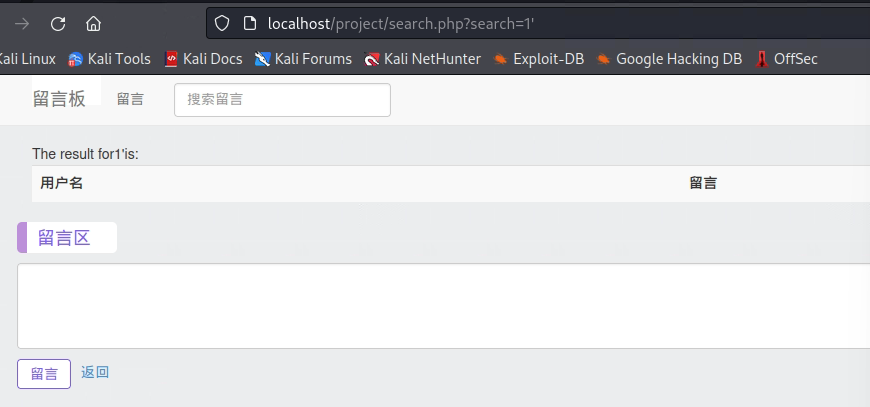 localhost/project/search.php?search=1'
Kali Linux Kali Tools Kali Docs Kali Forums Kali NetHunter Exploit-DB Google Hacking DB OffSec
留言板 留言 搜索留言
The result for1'is:
用户名 留言
留言区
留言 返回